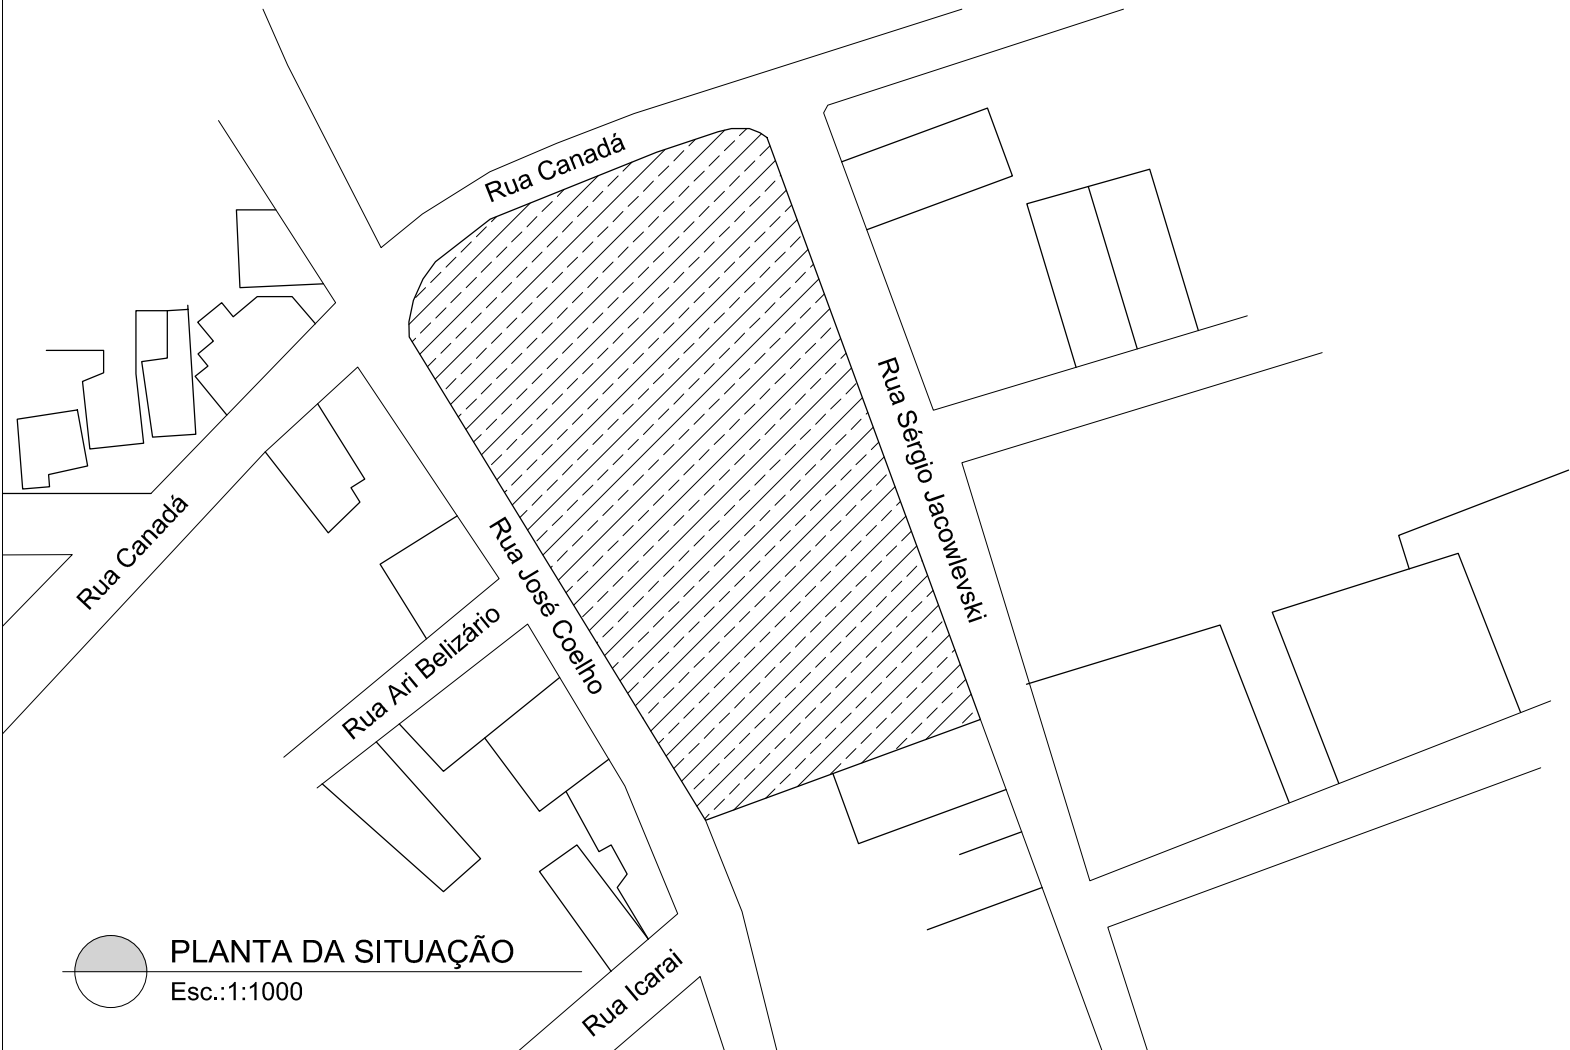 Rua Canadá
Rua Sérgio Jacowlevski
Rua Canadá
Rua José Coelho
Rua Ari Belizário
PLANTA DA SITUAÇÃO
Esc.:1:1000
Rua Icarai